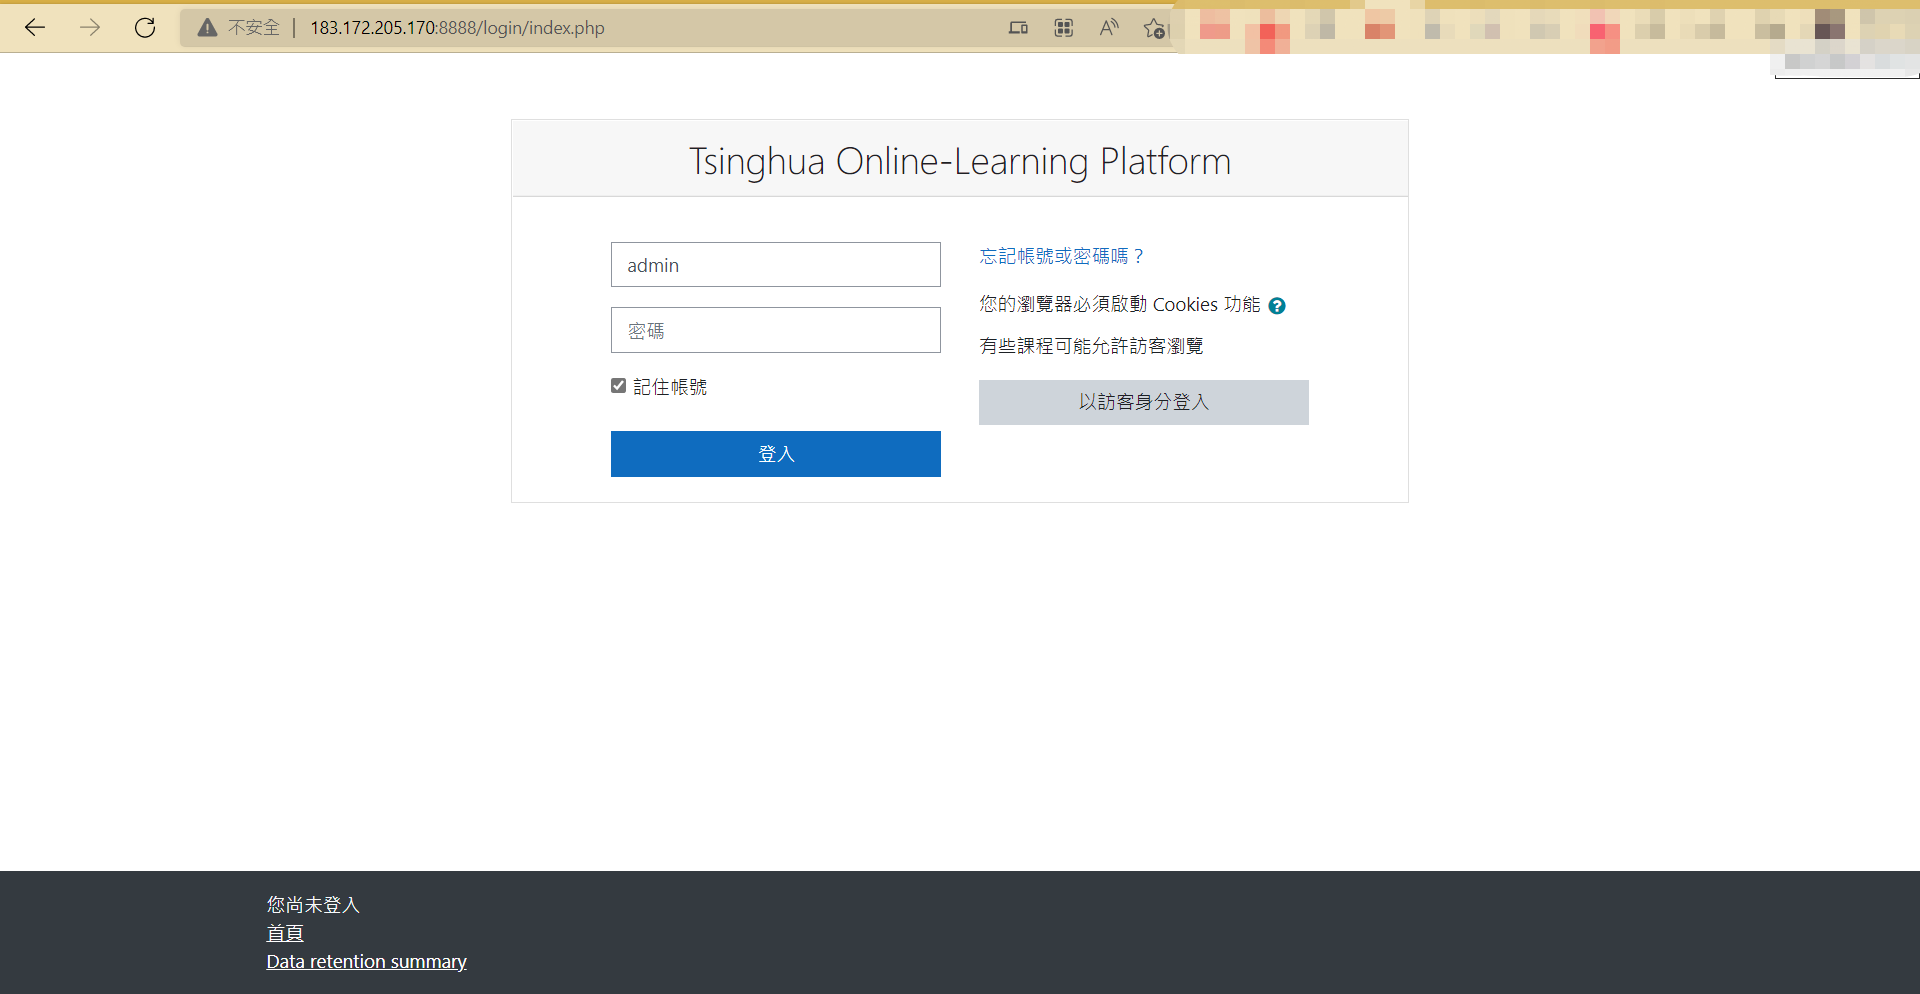 不安全 183.172.205.170:8888/login/index.php
Tsinghua Online-Learning Platform
admin
密碼
記住帳號
登入
忘記帳號或密碼嗎？
您的瀏覽器必須啟動 Cookies 功能
有些課程可能允許訪客瀏覽
以訪客身分登入
您尚未登入
首頁
Data retention summary